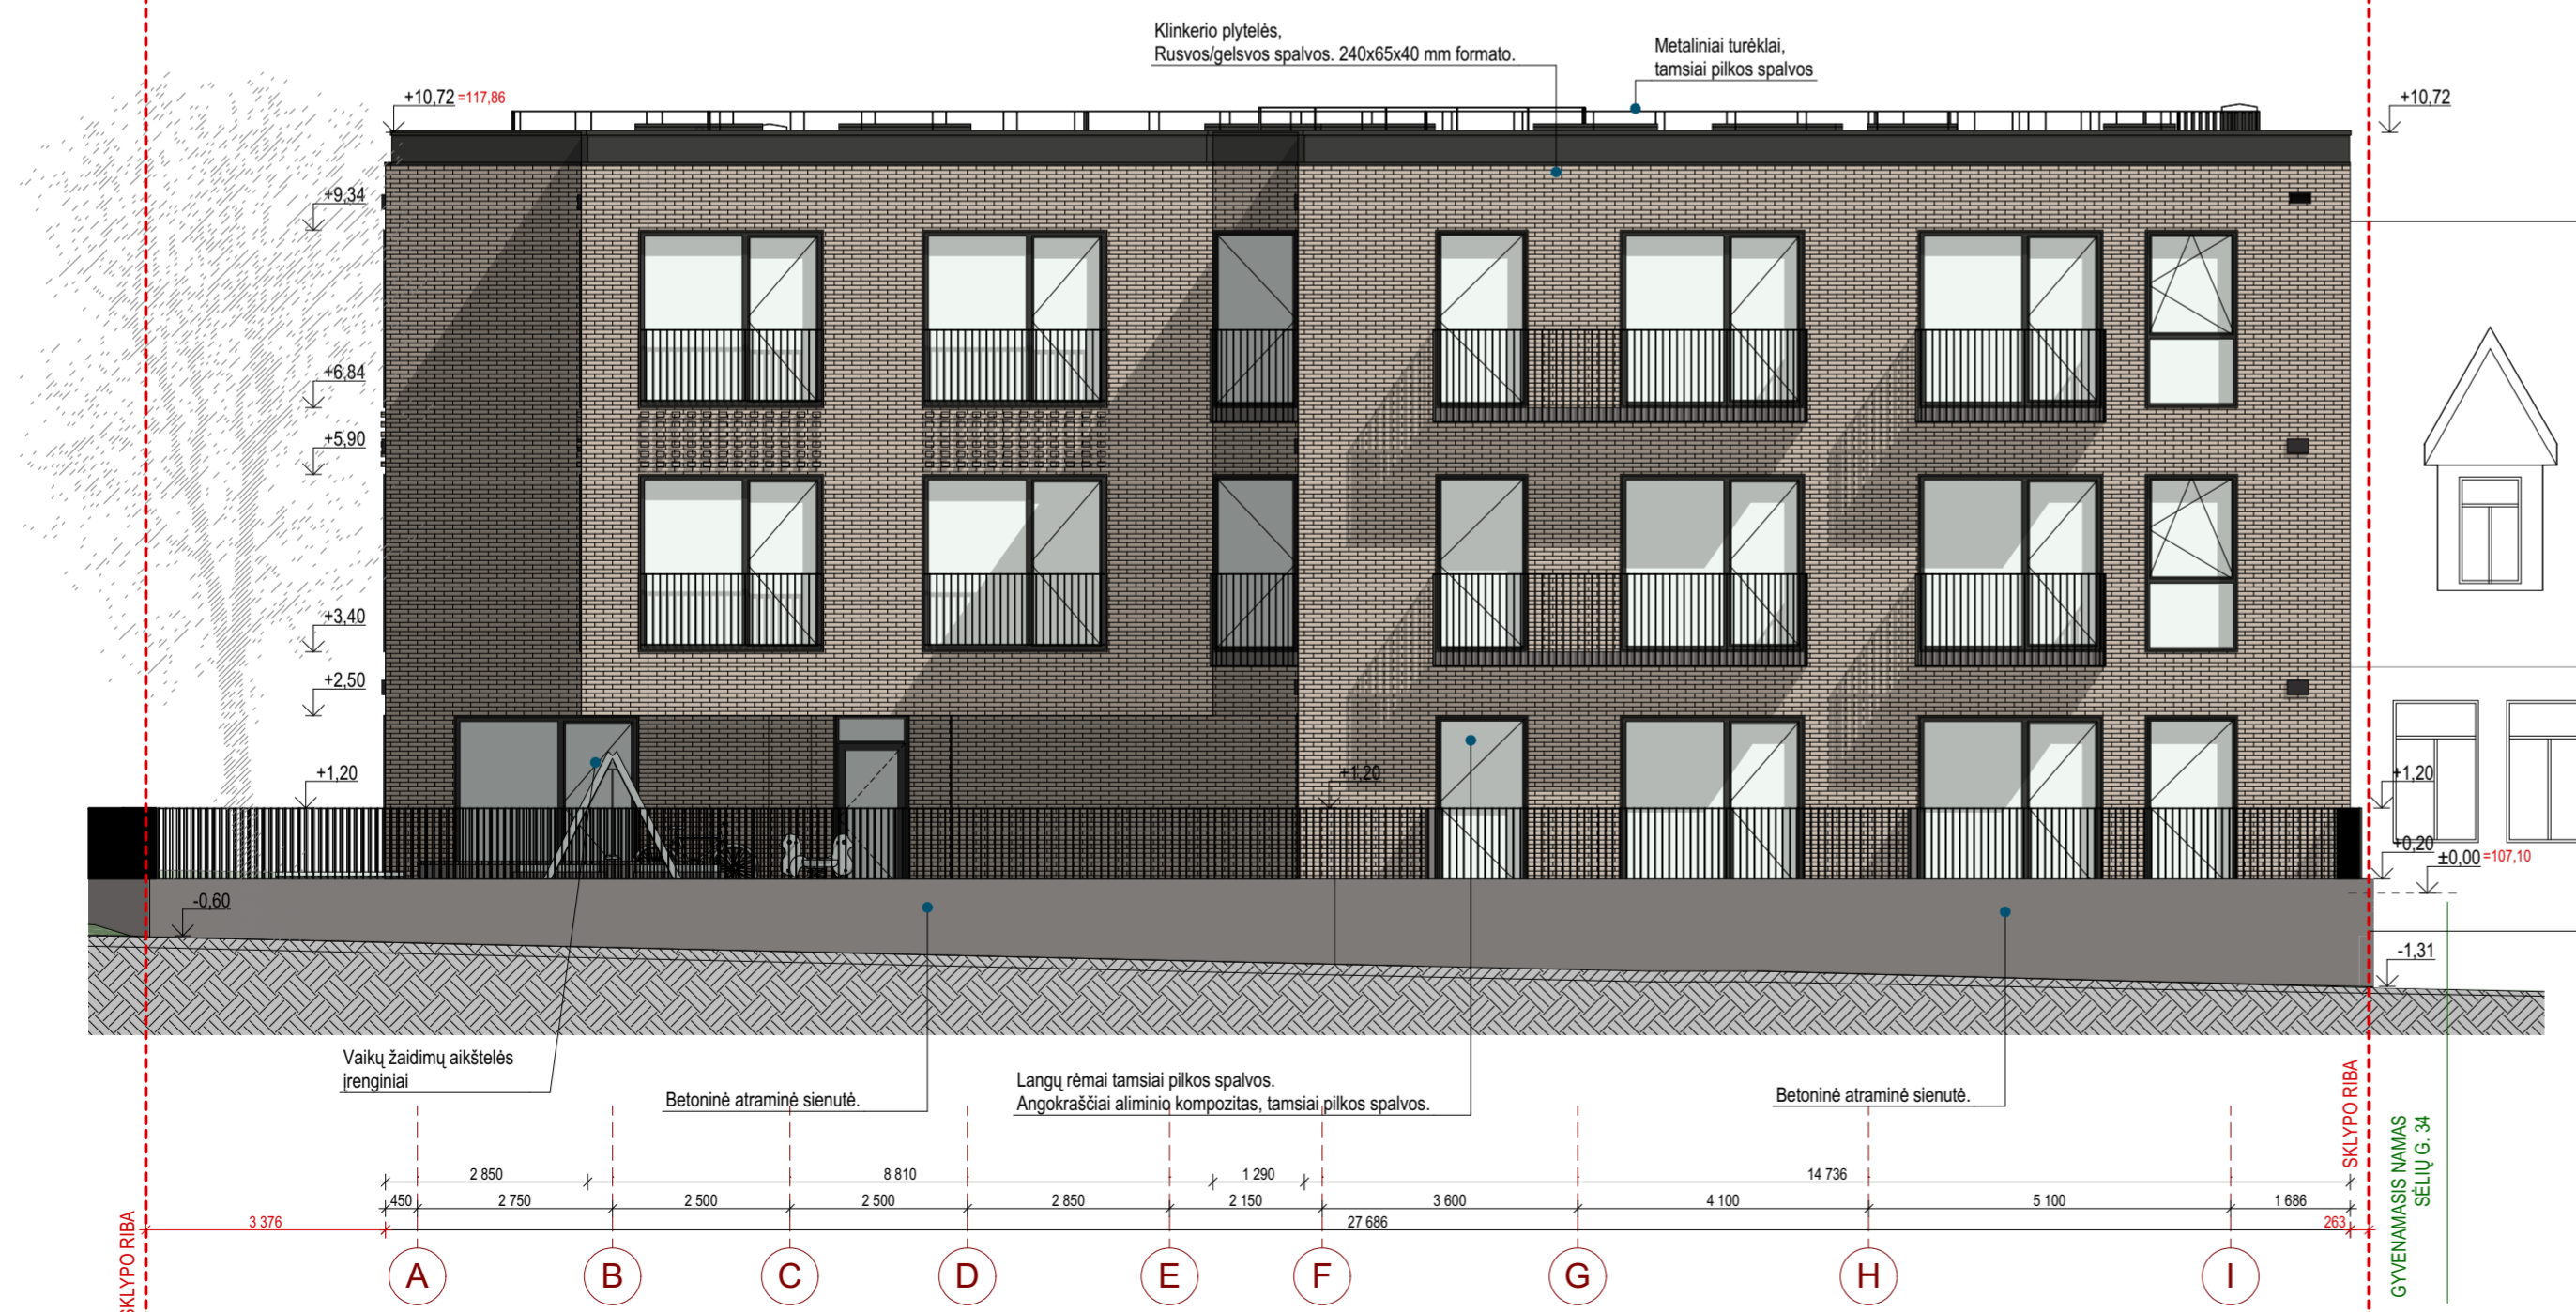 Klinkerio plytelės,
Rusvos/gelsvos spalvos. 240x65x40 mm formato.
Metaliniai turėklai,
tamsiai pilkos spalvos
+10,72 =117,86
+10,72
+9,34
+6,84
+5,90
+3,40
+2,50
+1,20
+1,20
+1,20
+0,20
±0,00 =107,10
-0,60
-1,31
Vaikų žaidimų aikštelės
įrenginiai
Betoninė atraminė sienutė.
Langų rėmai tamsiai pilkos spalvos.
Angokraščiai aliminio kompozitas, tamsiai pilkos spalvos.
Betoninė atraminė sienutė.
SKLYPO RIBA
SKLYPO RIBA
GYVENAMASIS NAMAS
SĖLIŲ G. 34
2 850 8 810 1 290 14 736
450 2 750 2 500 2 500 2 850 2 150 3 600 4 100 5 100 1 686
3 376 27 686 263
A B C D E F G H I